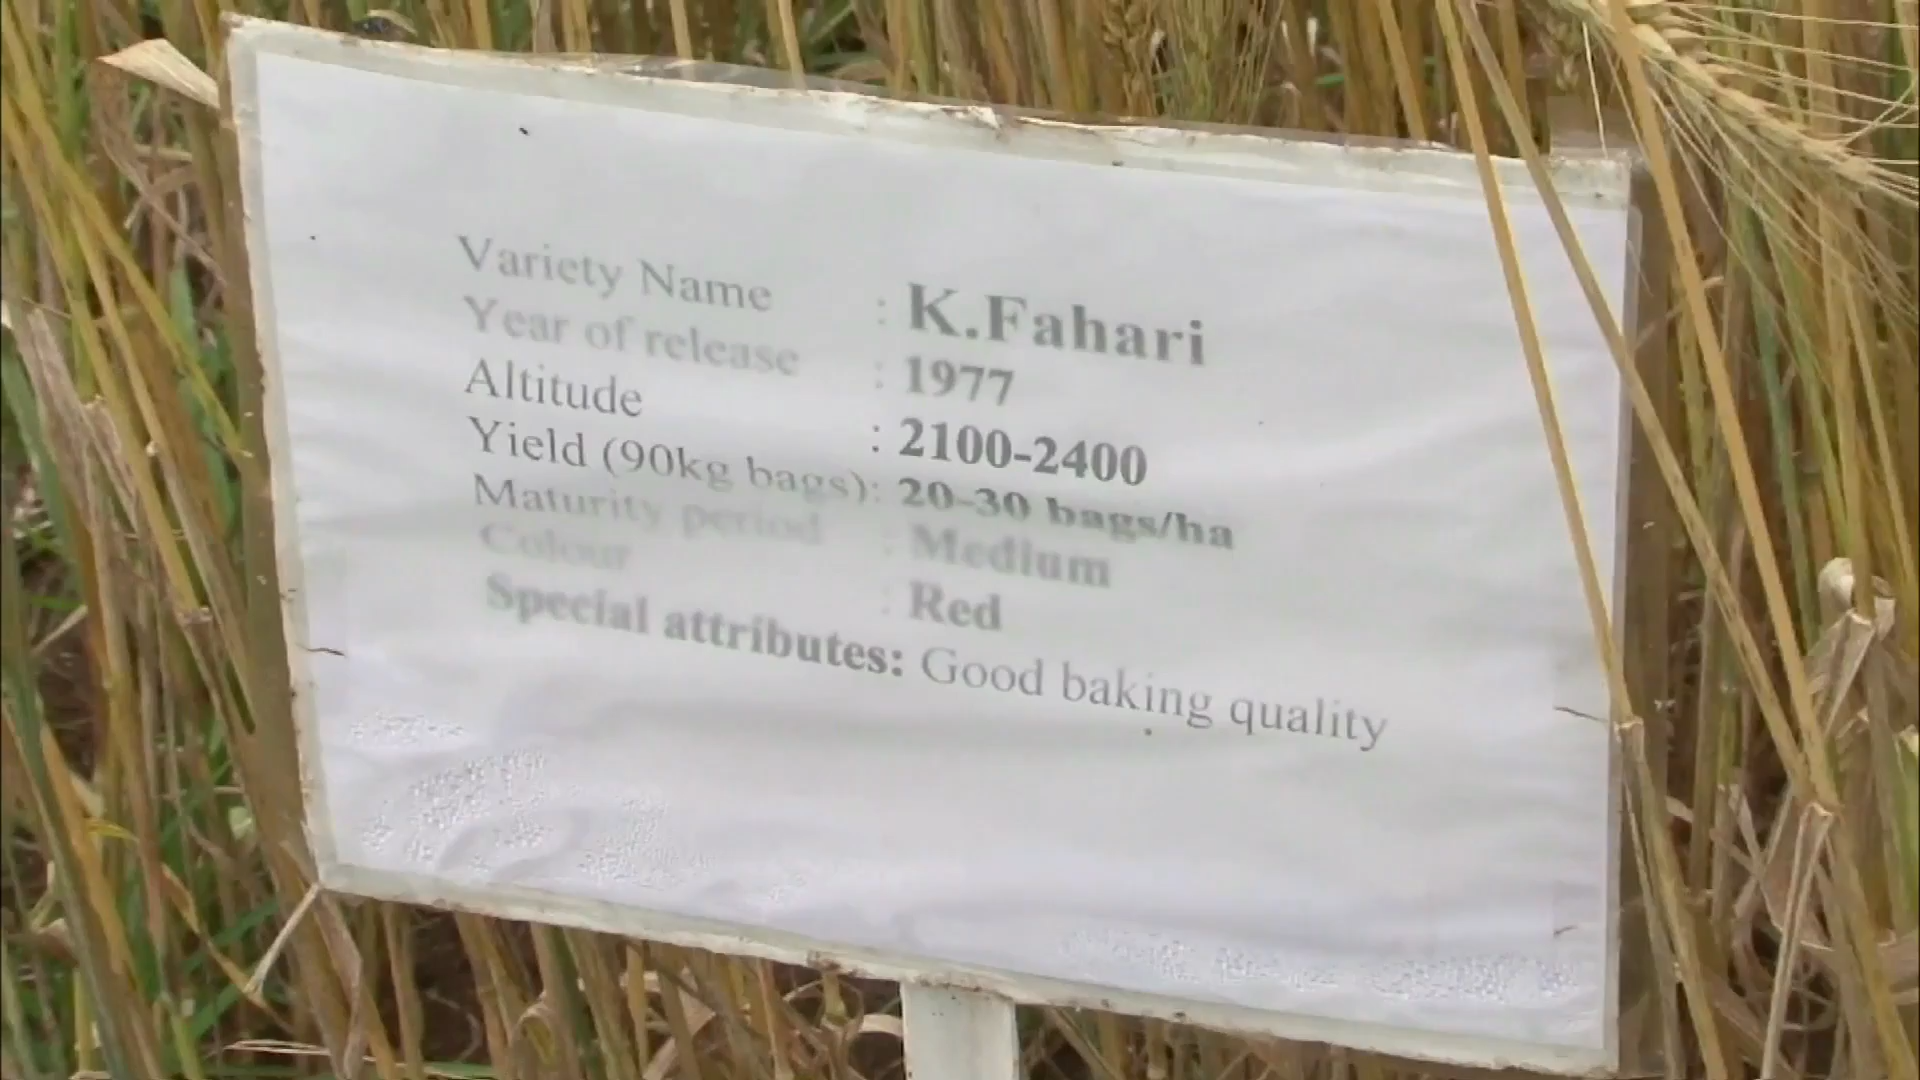 Variety Name : K.Fahari
Year of release : 1977
Altitude : 2100-2400
Yield (90kg bags): 20-30 bags/ha
Maturity period : Medium
Colour : Red
Special attributes: Good baking quality